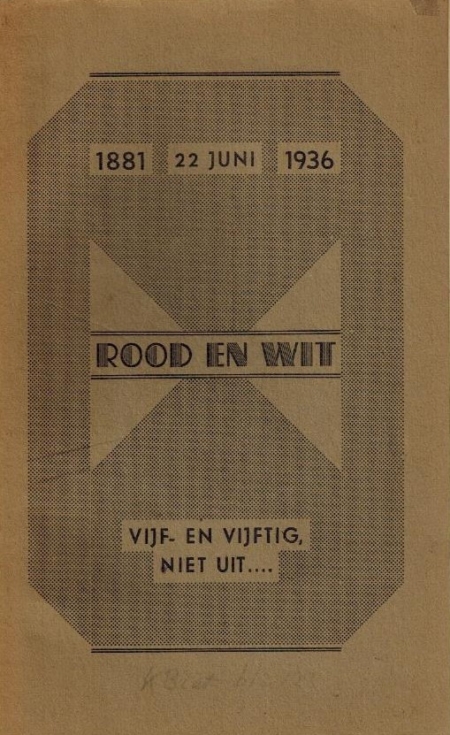 1881 22 JUNI 1936
ROOD EN WIT
VIJF- EN VIJFTIG,
NIET UIT....